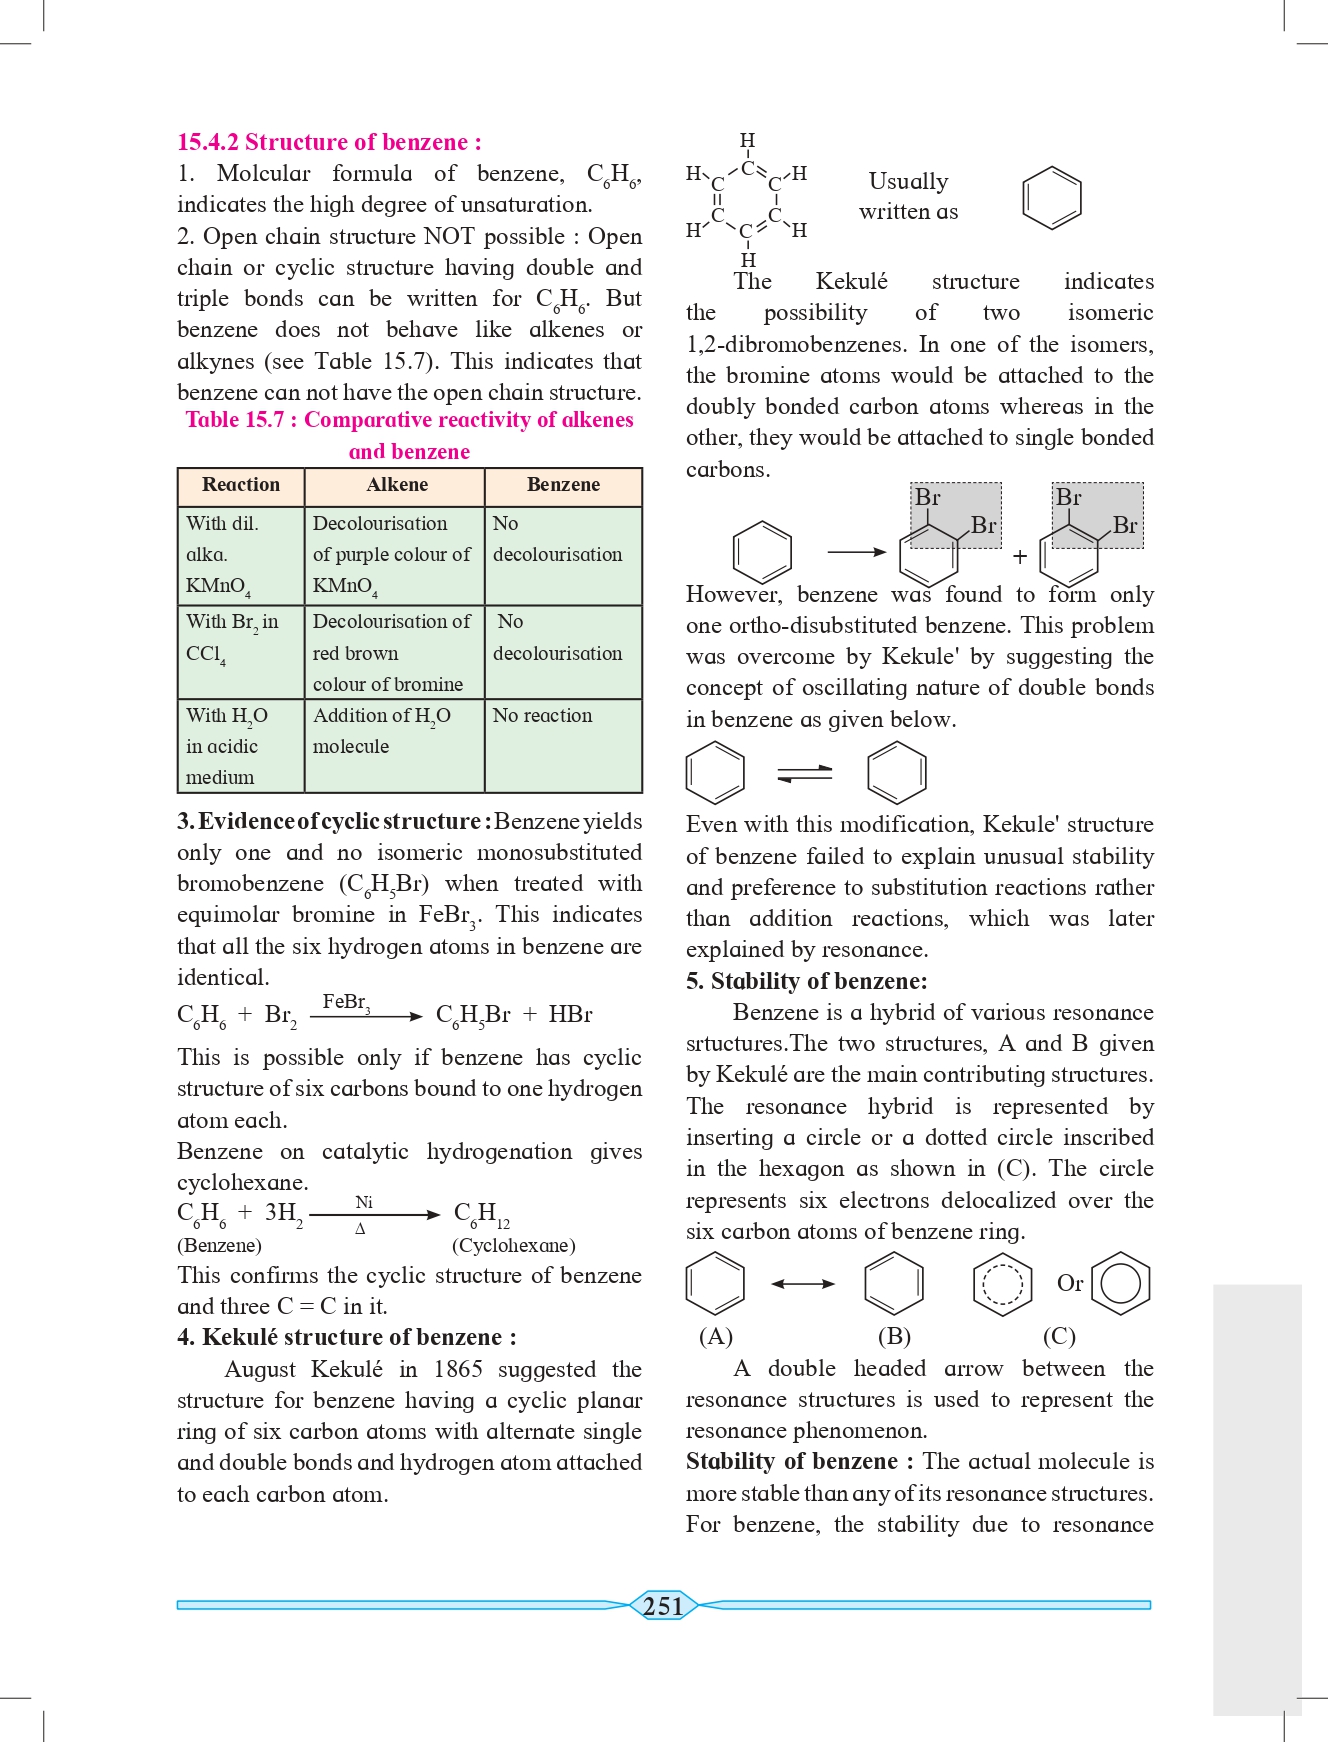 15.4.2 Structure of benzene :
1. Molcular formula of benzene, C₆H₆,
indicates the high degree of unsaturation.
2. Open chain structure NOT possible : Open
chain or cyclic structure having double and
triple bonds can be written for C₆H₆. But
benzene does not behave like alkenes or
alkynes (see Table 15.7). This indicates that
benzene can not have the open chain structure.
Table 15.7 : Comparative reactivity of alkenes
and benzene
Reaction Alkene Benzene
With dil. Decolourisation No
alka. of purple colour of decolourisation
KMnO₄ KMnO₄
With Br₂ in Decolourisation of No
CCl₄ red brown decolourisation
colour of bromine
With H₂O Addition of H₂O No reaction
in acidic molecule
medium
3. Evidence of cyclic structure : Benzene yields
only one and no isomeric monosubstituted
bromobenzene (C₆H₅Br) when treated with
equimolar bromine in FeBr₃. This indicates
that all the six hydrogen atoms in benzene are
identical.
FeBr₃
C₆H₆ + Br₂ ⟶ C₆H₅Br + HBr
This is possible only if benzene has cyclic
structure of six carbons bound to one hydrogen
atom each.
Benzene on catalytic hydrogenation gives
cyclohexane.
Ni
C₆H₆ + 3H₂ ⟶ C₆H₁₂
Δ
(Benzene) (Cyclohexane)
This confirms the cyclic structure of benzene
and three C = C in it.
4. Kekulé structure of benzene :
August Kekulé in 1865 suggested the
structure for benzene having a cyclic planar
ring of six carbon atoms with alternate single
and double bonds and hydrogen atom attached
to each carbon atom.
H
H C H
C C
C C
H C H
H
Usually
written as
The Kekulé structure indicates
the possibility of two isomeric
1,2-dibromobenzenes. In one of the isomers,
the bromine atoms would be attached to the
doubly bonded carbon atoms whereas in the
other, they would be attached to single bonded
carbons.
Br Br
Br Br
+
However, benzene was found to form only
one ortho-disubstituted benzene. This problem
was overcome by Kekule' by suggesting the
concept of oscillating nature of double bonds
in benzene as given below.
Even with this modification, Kekule' structure
of benzene failed to explain unusual stability
and preference to substitution reactions rather
than addition reactions, which was later
explained by resonance.
5. Stability of benzene:
Benzene is a hybrid of various resonance
srtuctures.The two structures, A and B given
by Kekulé are the main contributing structures.
The resonance hybrid is represented by
inserting a circle or a dotted circle inscribed
in the hexagon as shown in (C). The circle
represents six electrons delocalized over the
six carbon atoms of benzene ring.
Or
(A) (B) (C)
A double headed arrow between the
resonance structures is used to represent the
resonance phenomenon.
Stability of benzene : The actual molecule is
more stable than any of its resonance structures.
For benzene, the stability due to resonance
251